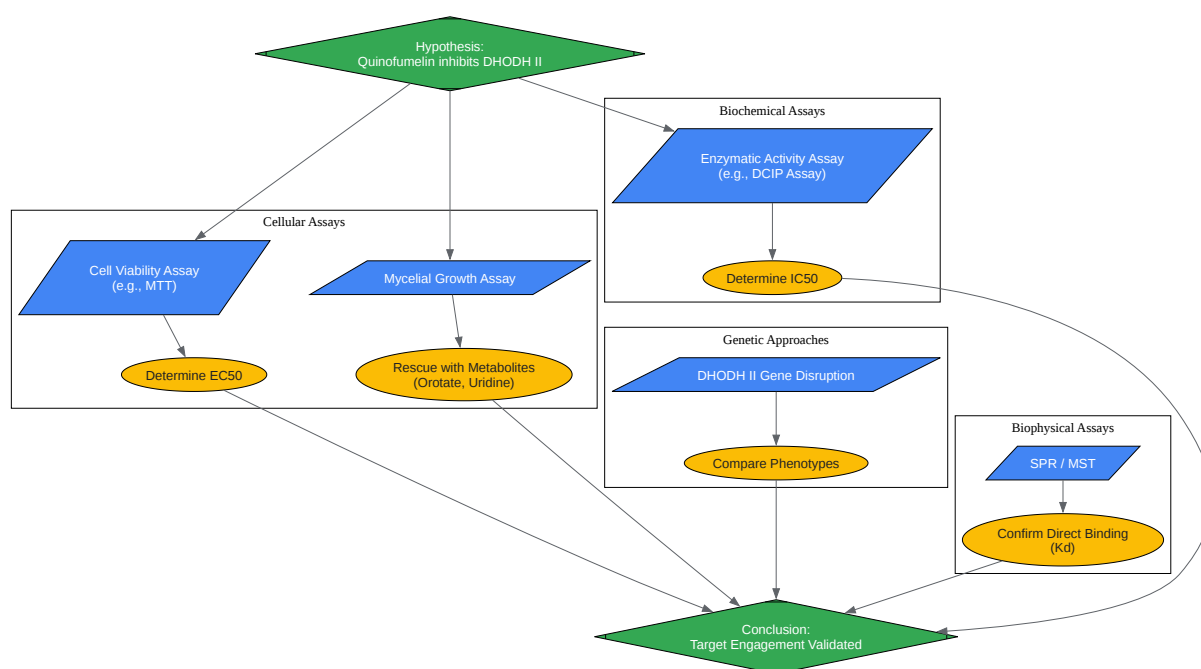 Hypothesis:
Quinofumelin inhibits DHODH II
Biochemical Assays
Enzymatic Activity Assay
(e.g., DCIP Assay)
Determine IC50
Cellular Assays
Cell Viability Assay
(e.g., MTT)
Mycelial Growth Assay
Determine EC50
Rescue with Metabolites
(Orotate, Uridine)
Genetic Approaches
DHODH II Gene Disruption
Compare Phenotypes
Biophysical Assays
SPR / MST
Confirm Direct Binding
(Kd)
Conclusion:
Target Engagement Validated